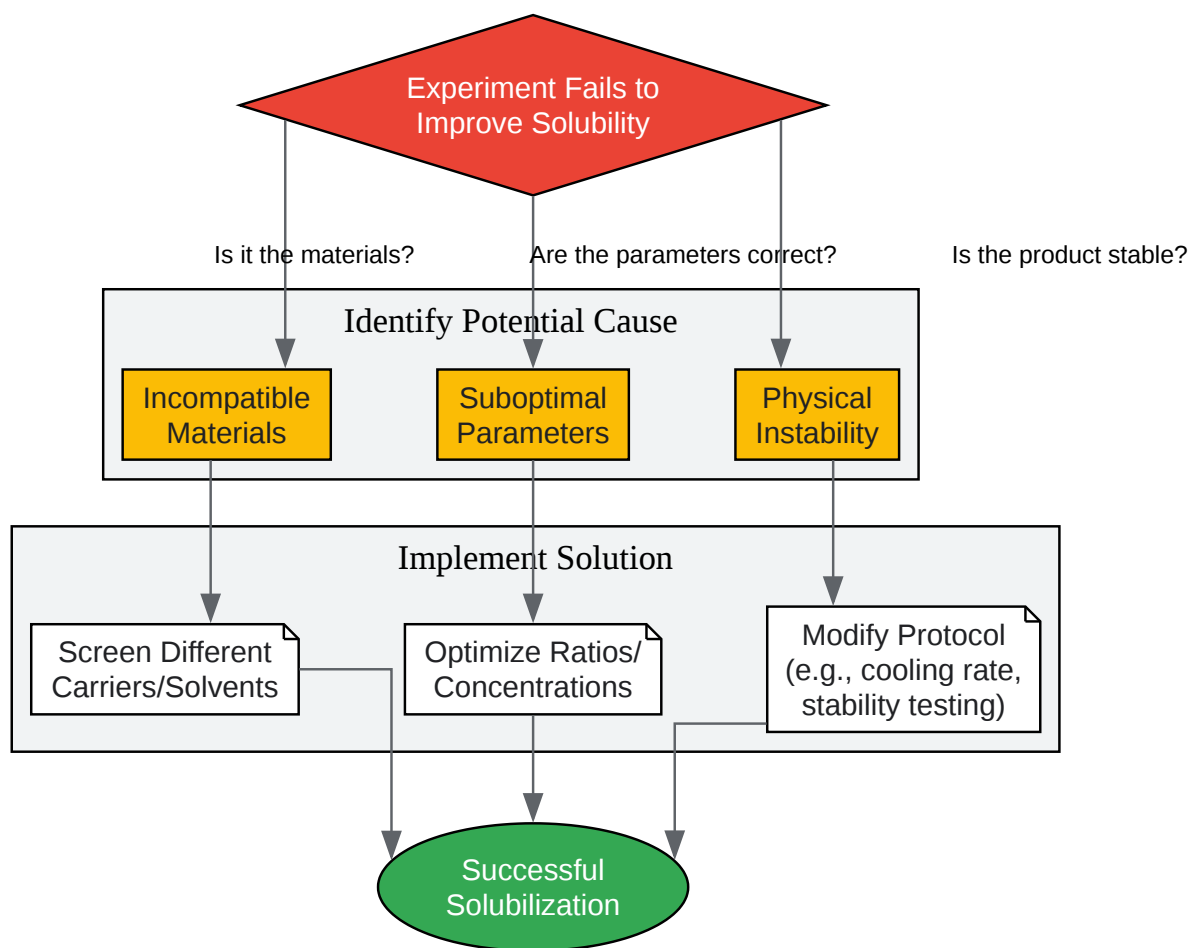 Experiment Fails to
Improve Solubility
Is it the materials?
Are the parameters correct?
Is the product stable?
Identify Potential Cause
Incompatible
Materials
Suboptimal
Parameters
Physical
Instability
Implement Solution
Screen Different
Carriers/Solvents
Optimize Ratios/
Concentrations
Modify Protocol
(e.g., cooling rate,
stability testing)
Successful
Solubilization